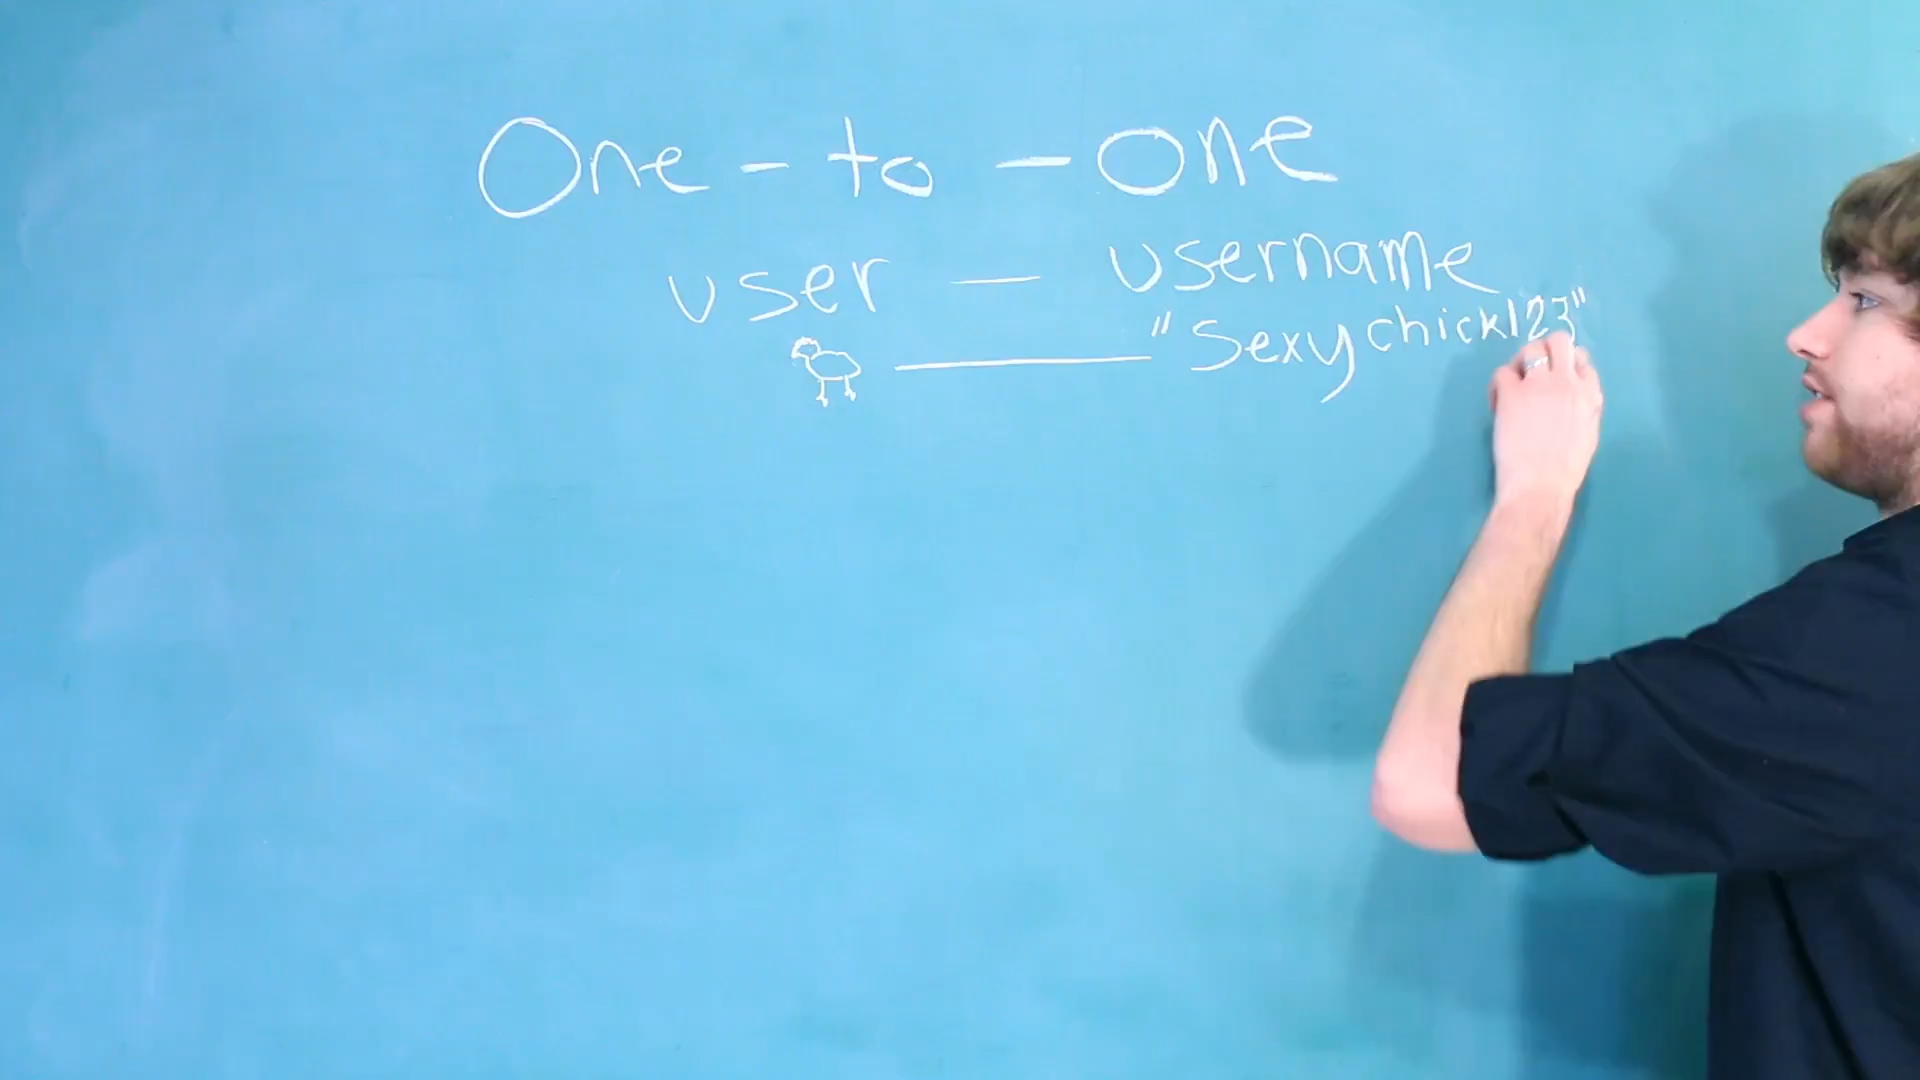 One - to - One
user — username
"Sexychick123"